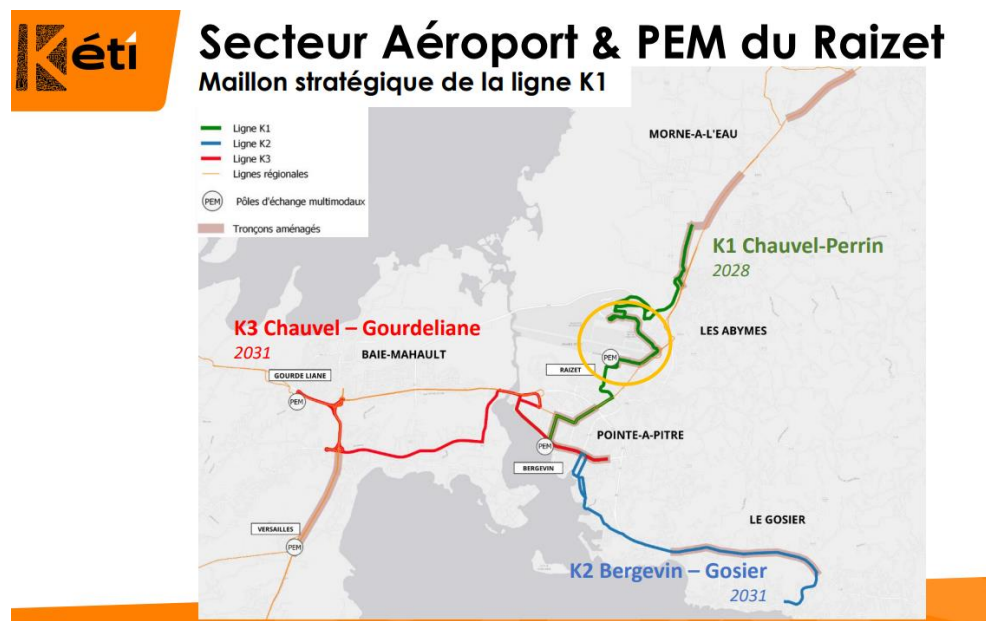 Kéti
Secteur Aéroport & PEM du Raizet
Maillon stratégique de la ligne K1
Ligne K1
Ligne K2
Ligne K3
Lignes régionales
PEM Pôles d'échange multimodaux
Tronçons aménagés
MORNE-A-L'EAU
K1 Chauvel-Perrin
2028
K3 Chauvel – Gourdeliane
2031
LES ABYMES
BAIE-MAHAULT
PEM
RAIZET
GOURDE LIANE
PEM
POINTE-A-PITRE
PEM
BERGEVIN
LE GOSIER
VERSAILLES
PEM
K2 Bergevin – Gosier
2031